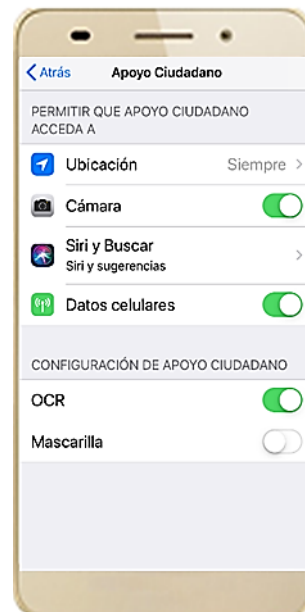 Atrás Apoyo Ciudadano
PERMITIR QUE APOYO CIUDADANO
ACCEDA A
Ubicación Siempre
Cámara
Siri y Buscar
Siri y sugerencias
Datos celulares
CONFIGURACIÓN DE APOYO CIUDADANO
OCR
Mascarilla